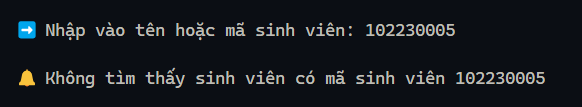 ➡️ Nhập vào tên hoặc mã sinh viên: 102230005
🔔 Không tìm thấy sinh viên có mã sinh viên 102230005